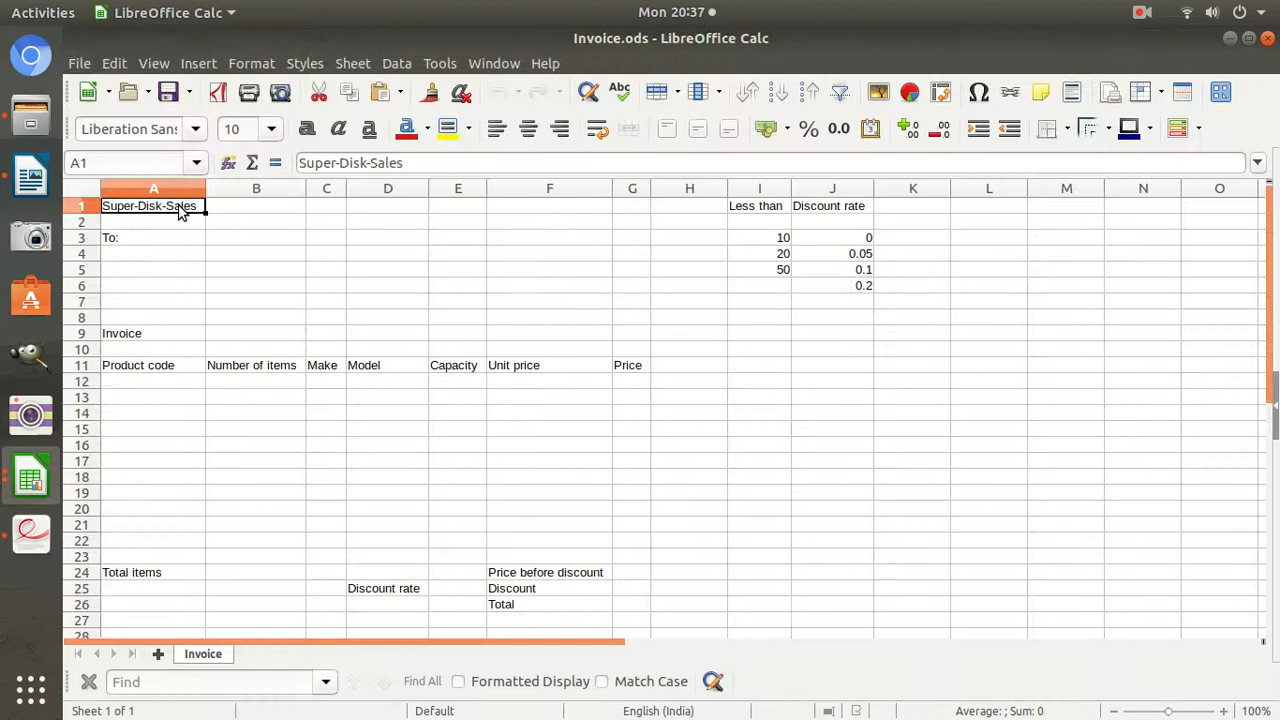 Activities LibreOffice Calc Mon 20:37
Invoice.ods - LibreOffice Calc
File Edit View Insert Format Styles Sheet Data Tools Window Help
Liberation Sans 10
A1 Super-Disk-Sales
A B C D E F G H I J K L M N O
1 Super-Disk-Sales Less than Discount rate
2
3 To: 10 0
4 20 0.05
5 50 0.1
6 0.2
7
8
9 Invoice
10
11 Product code Number of items Make Model Capacity Unit price Price
12
13
14
15
16
17
18
19
20
21
22
23
24 Total items Price before discount
25 Discount rate Discount
26 Total
27
28
Invoice
Find Find All Formatted Display Match Case
Sheet 1 of 1 Default English (India) Average: ; Sum: 0 100%